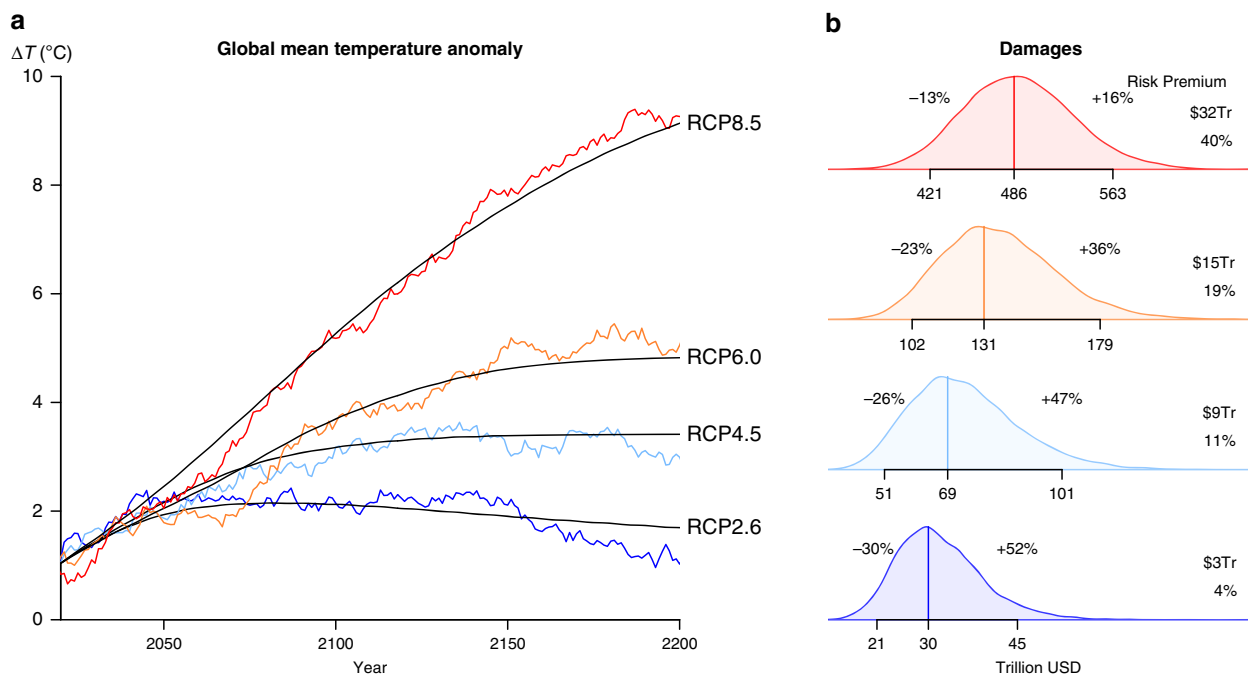 a
Global mean temperature anomaly
ΔT (°C)
10
8
6
4
2
0
2050
2100
2150
2200
Year
RCP8.5
RCP6.0
RCP4.5
RCP2.6
b
Damages
Risk Premium
–13%
+16%
$32Tr
40%
421
486
563
–23%
+36%
$15Tr
19%
102
131
179
–26%
+47%
$9Tr
11%
51
69
101
–30%
+52%
$3Tr
4%
21
30
45
Trillion USD